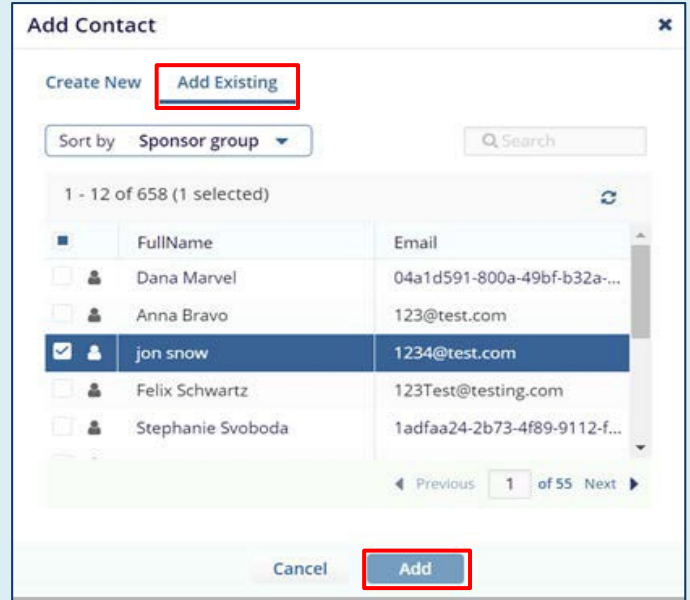 Add Contact
Create New Add Existing
Sort by Sponsor group Search
1 - 12 of 658 (1 selected)
FullName Email
Dana Marvel 04a1d591-800a-49bf-b32a-...
Anna Bravo 123@test.com
jon snow 1234@test.com
Felix Schwartz 123Test@testing.com
Stephanie Svoboda 1adfaa24-2b73-4f89-9112-f...
Previous 1 of 55 Next
Cancel Add